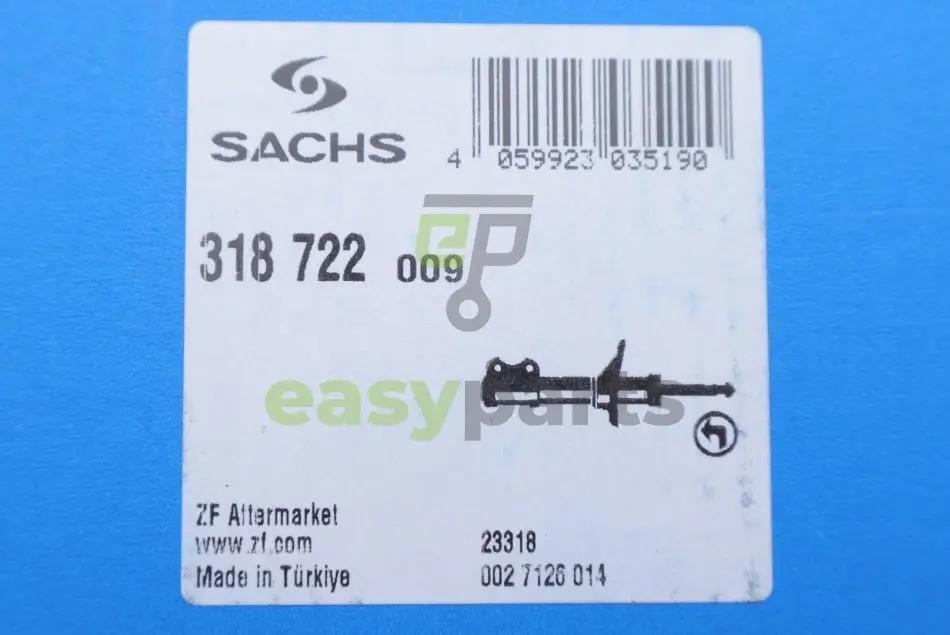 SACHS
4 059923 035190
318 722 009
EP
easyparts
ZF Aftermarket
www.zf.com
Made in Türkiye
23318
002 7126 014